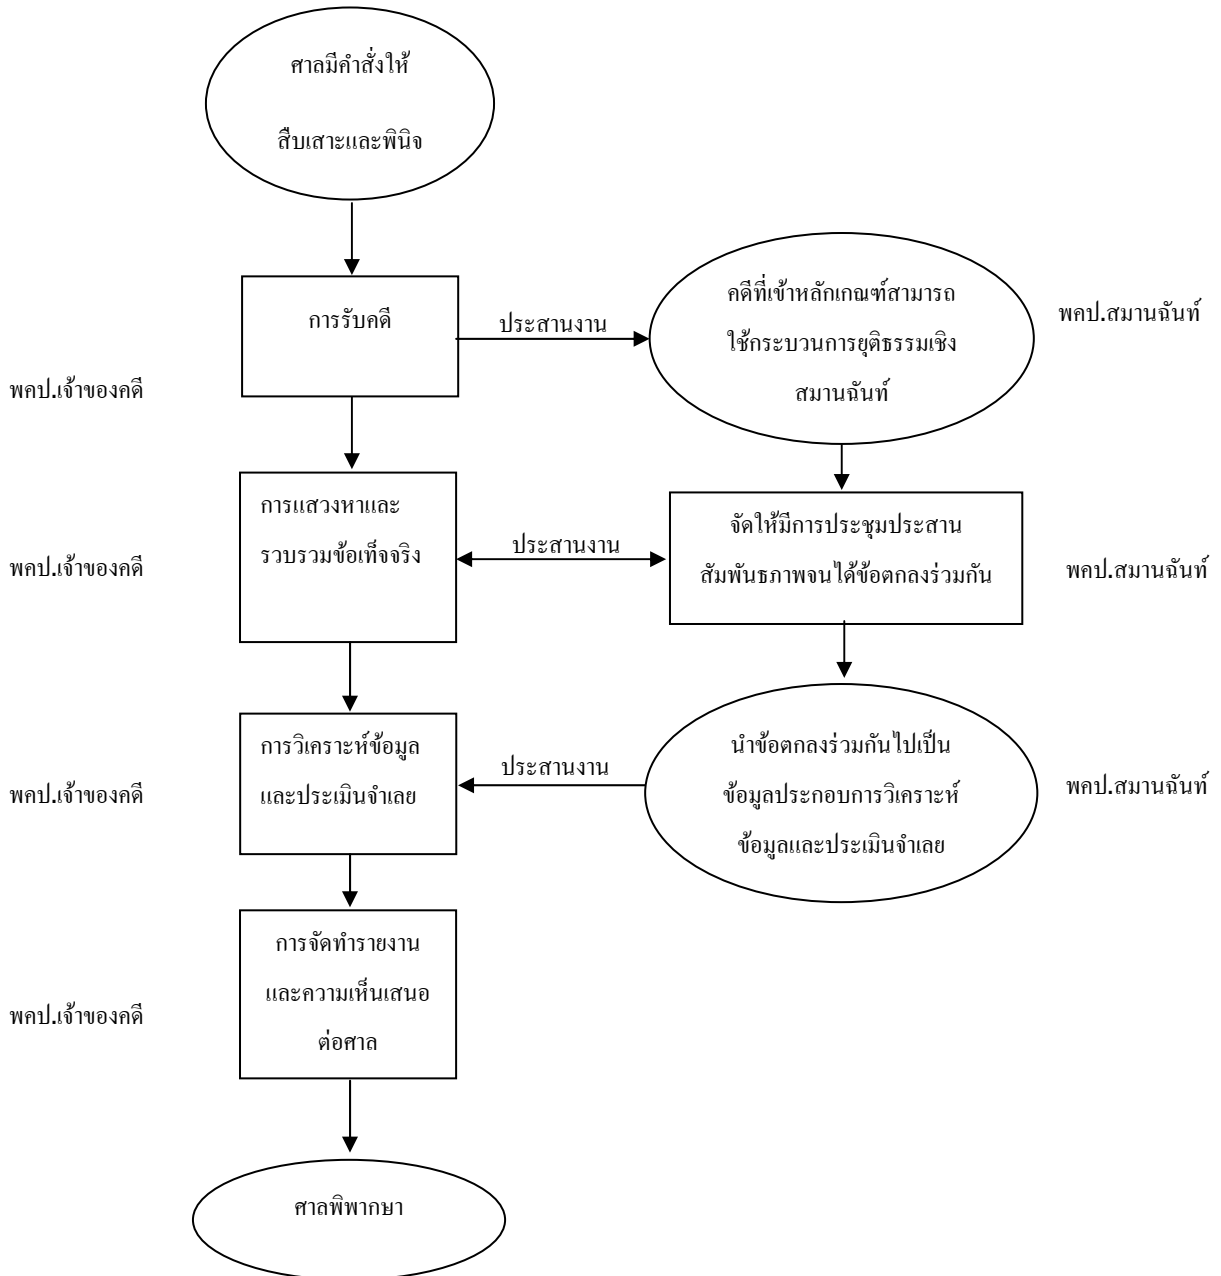 ศาลมีคำสั่งให้
สืบเสาะและพินิจ
การรับคดี
ประสานงาน
คดีที่เข้าหลักเกณฑ์สามารถ
ใช้กระบวนการยุติธรรมเชิง
สมานฉันท์
พคป.สมานฉันท์
พคป.เจ้าของคดี
การแสวงหาและ
รวบรวมข้อเท็จจริง
ประสานงาน
จัดให้มีการประชุมประสาน
สัมพันธภาพจนได้ข้อตกลงร่วมกัน
พคป.เจ้าของคดี
พคป.สมานฉันท์
การวิเคราะห์ข้อมูล
และประเมินจำเลย
ประสานงาน
นำข้อตกลงร่วมกันไปเป็น
ข้อมูลประกอบการวิเคราะห์
ข้อมูลและประเมินจำเลย
พคป.เจ้าของคดี
พคป.สมานฉันท์
การจัดทำรายงาน
และความเห็นเสนอ
ต่อศาล
พคป.เจ้าของคดี
ศาลพิพากษา